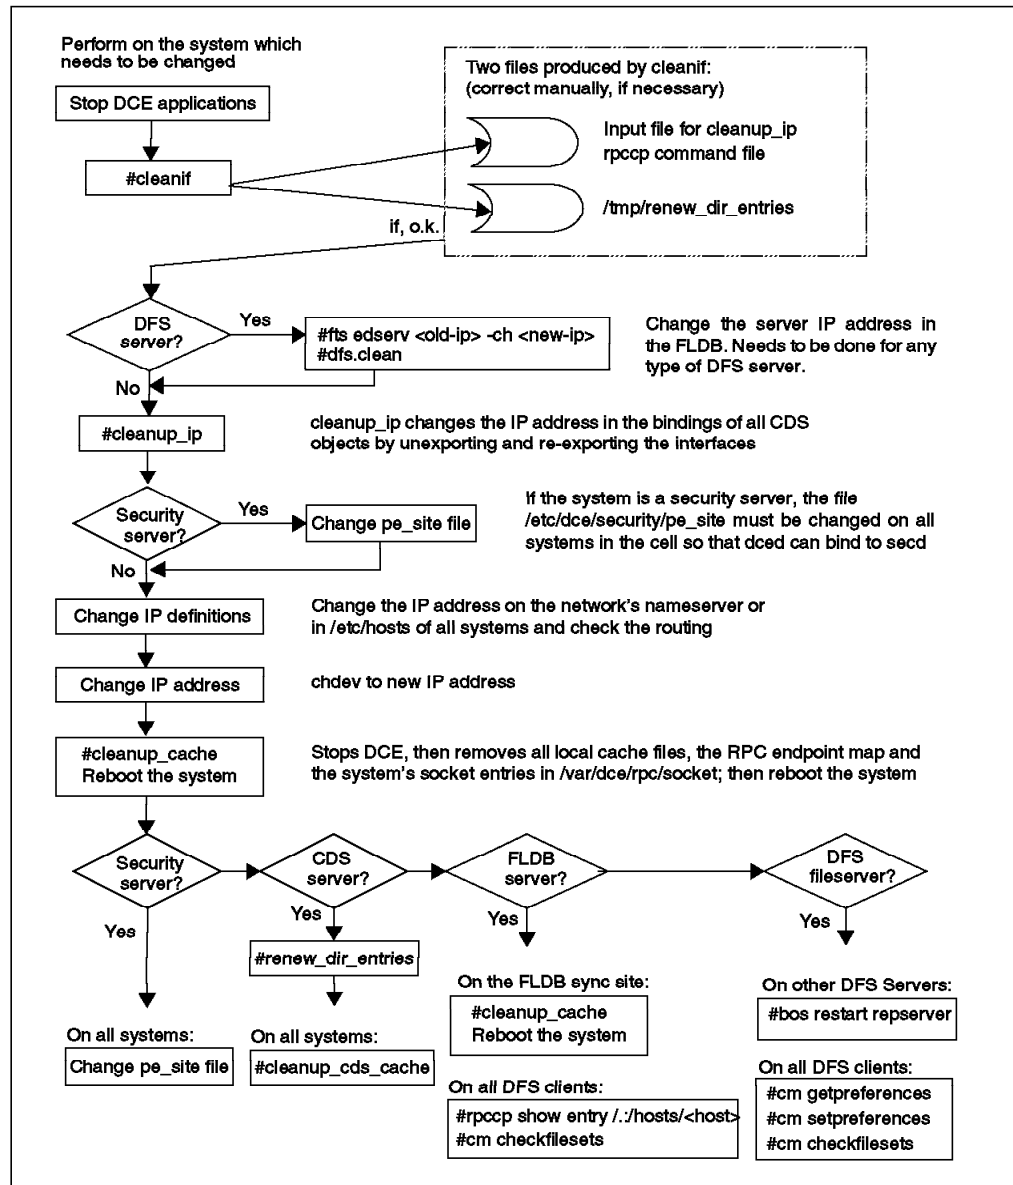 Perform on the system which
needs to be changed
Stop DCE applications
#cleanif
Two files produced by cleanif:
(correct manually, if necessary)
Input file for cleanup_ip
rpccp command file
/tmp/renew_dir_entries
if, o.k.
DFS
server?
Yes
#fts edserv <old-ip> -ch <new-ip>
#dfs.clean
Change the server IP address in
the FLDB. Needs to be done for any
type of DFS server.
No
#cleanup_ip
cleanup_ip changes the IP address in the bindings of all CDS
objects by unexporting and re-exporting the interfaces
Security
server?
Yes
Change pe_site file
If the system is a security server, the file
/etc/dce/security/pe_site must be changed on all
systems in the cell so that dced can bind to secd
No
Change IP definitions
Change the IP address on the network's nameserver or
in /etc/hosts of all systems and check the routing
Change IP address
chdev to new IP address
#cleanup_cache
Reboot the system
Stops DCE, then removes all local cache files, the RPC endpoint map and
the system's socket entries in /var/dce/rpc/socket; then reboot the system
Security
server?
CDS
server?
FLDB
server?
DFS
fileserver?
Yes
Yes
Yes
Yes
#renew_dir_entries
On all systems:
Change pe_site file
On all systems:
#cleanup_cds_cache
On the FLDB sync site:
#cleanup_cache
Reboot the system
On all DFS clients:
#rpccp show entry /.:/hosts/<host>
#cm checkfilesets
On other DFS Servers:
#bos restart repserver
On all DFS clients:
#cm getpreferences
#cm setpreferences
#cm checkfilesets